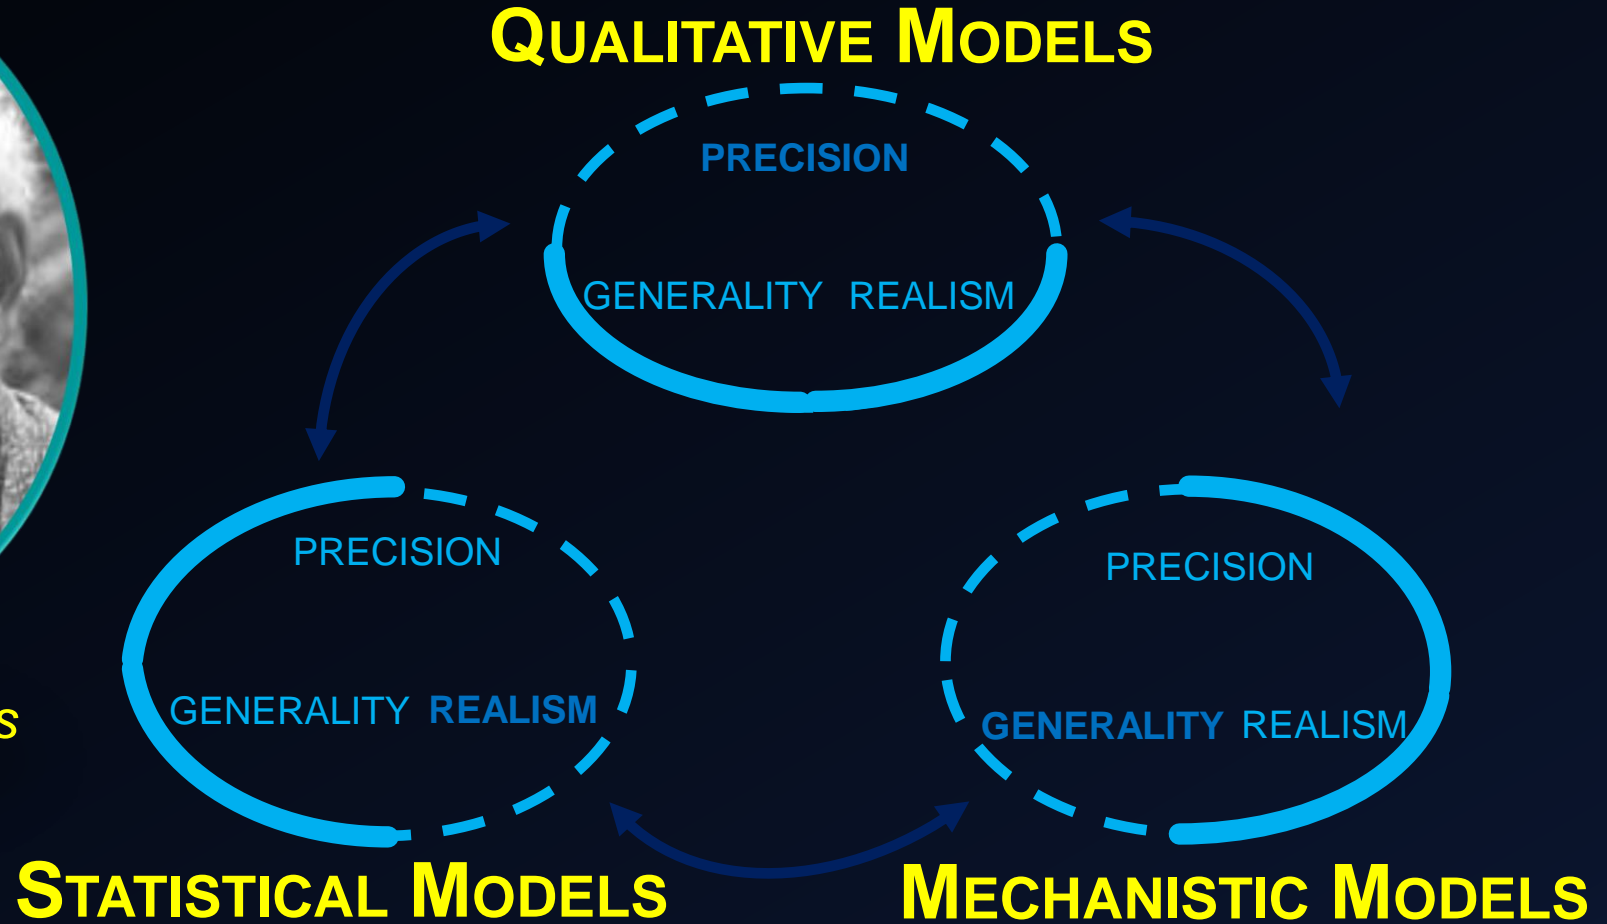 QUALITATIVE MODELS
PRECISION
GENERALITY REALISM
PRECISION
GENERALITY REALISM
PRECISION
GENERALITY REALISM
STATISTICAL MODELS
MECHANISTIC MODELS